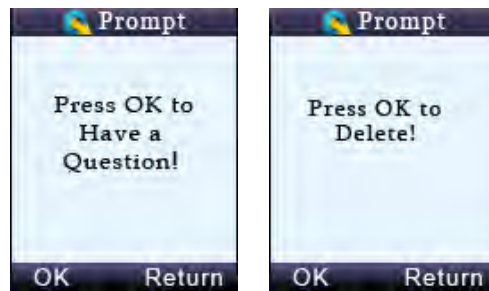 Prompt
Press OK to
Have a
Question!
OK Return
Prompt
Press OK to
Delete!
OK Return